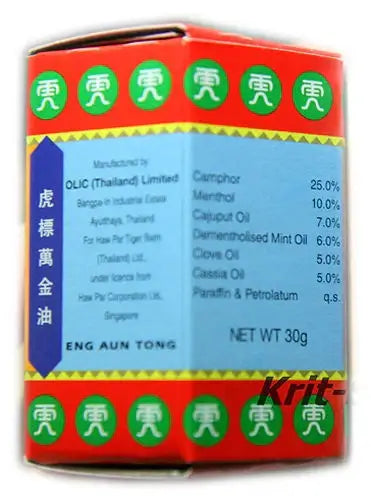 虎標萬金油
Manufactured by
OLIC (Thailand) Limited
Bangpa-in Industrial Estate
Ayutthaya, Thailand
For Haw Par Tiger Balm
(Thailand) Ltd.,
under licence from
Haw Par Corporation Ltd,
Singapore
ENG AUN TONG
Camphor 25.0%
Menthol 10.0%
Cajuput Oil 7.0%
Dementholised Mint Oil 6.0%
Clove Oil 5.0%
Cassia Oil 5.0%
Paraffin & Petrolatum q.s.
NET WT 30g
Krit-